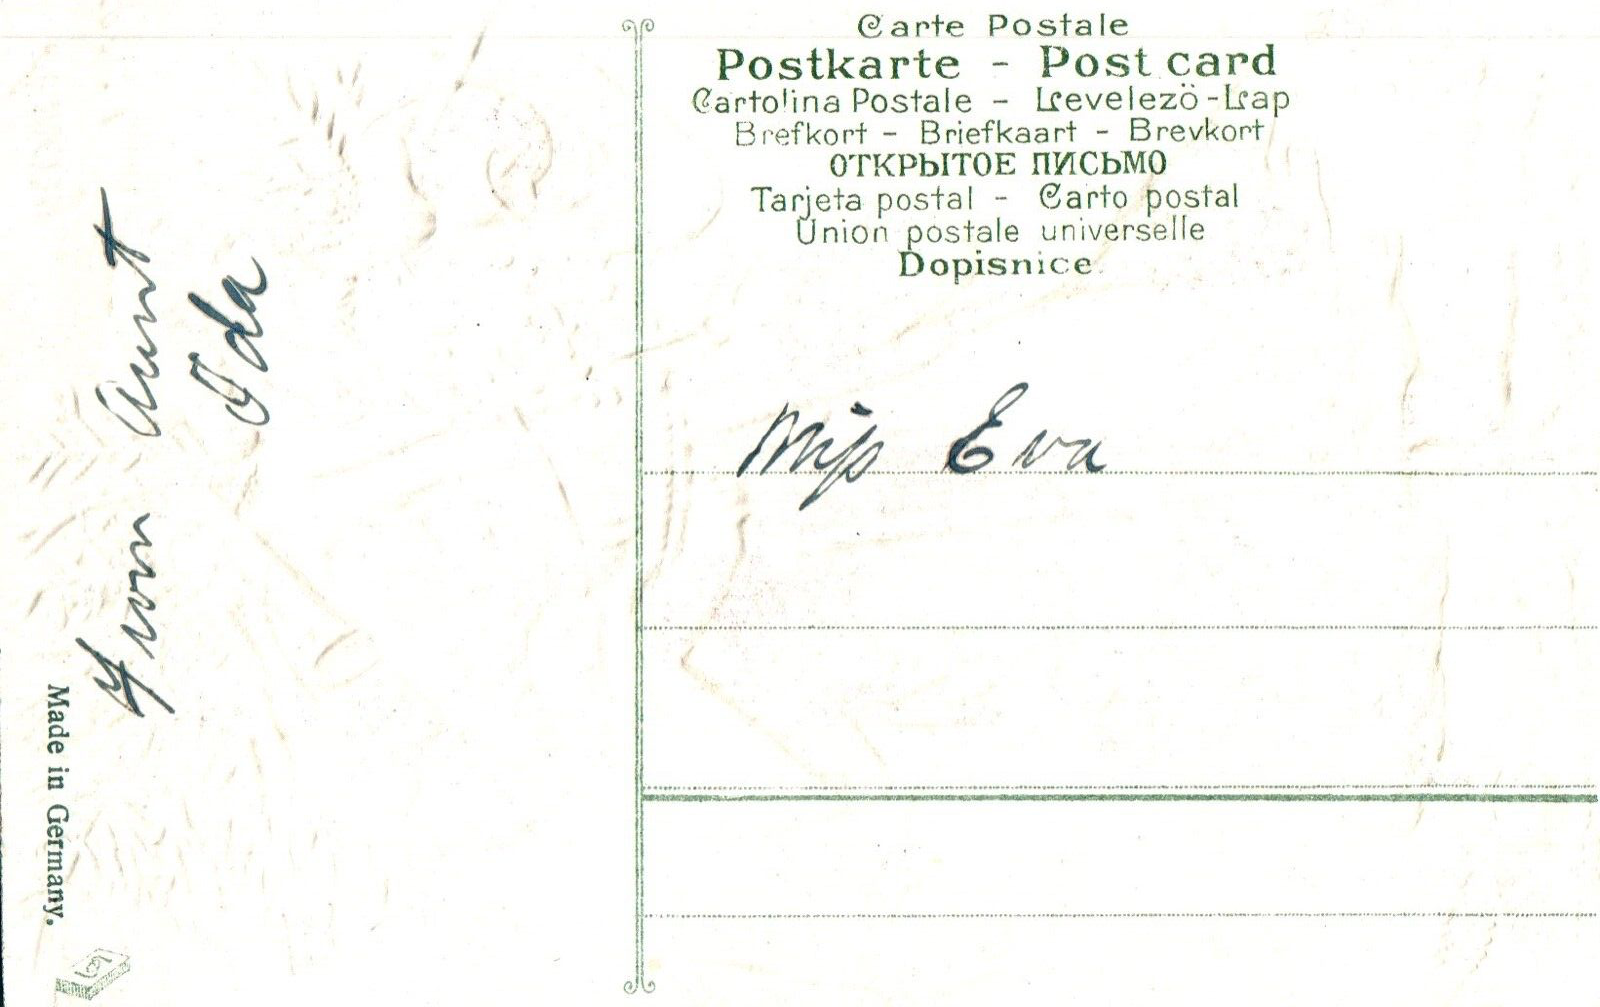 Carte Postale
Postkarte - Post card
Cartolina Postale - Levelezö-Lap
Brefkort - Briefkaart - Brevkort
ОТКРЫТОЕ ПИСЬМО
Tarjeta postal - Carto postal
Union postale universelle
Dopisnice
Miss Eva
From Aunt
Ida
Made in Germany.